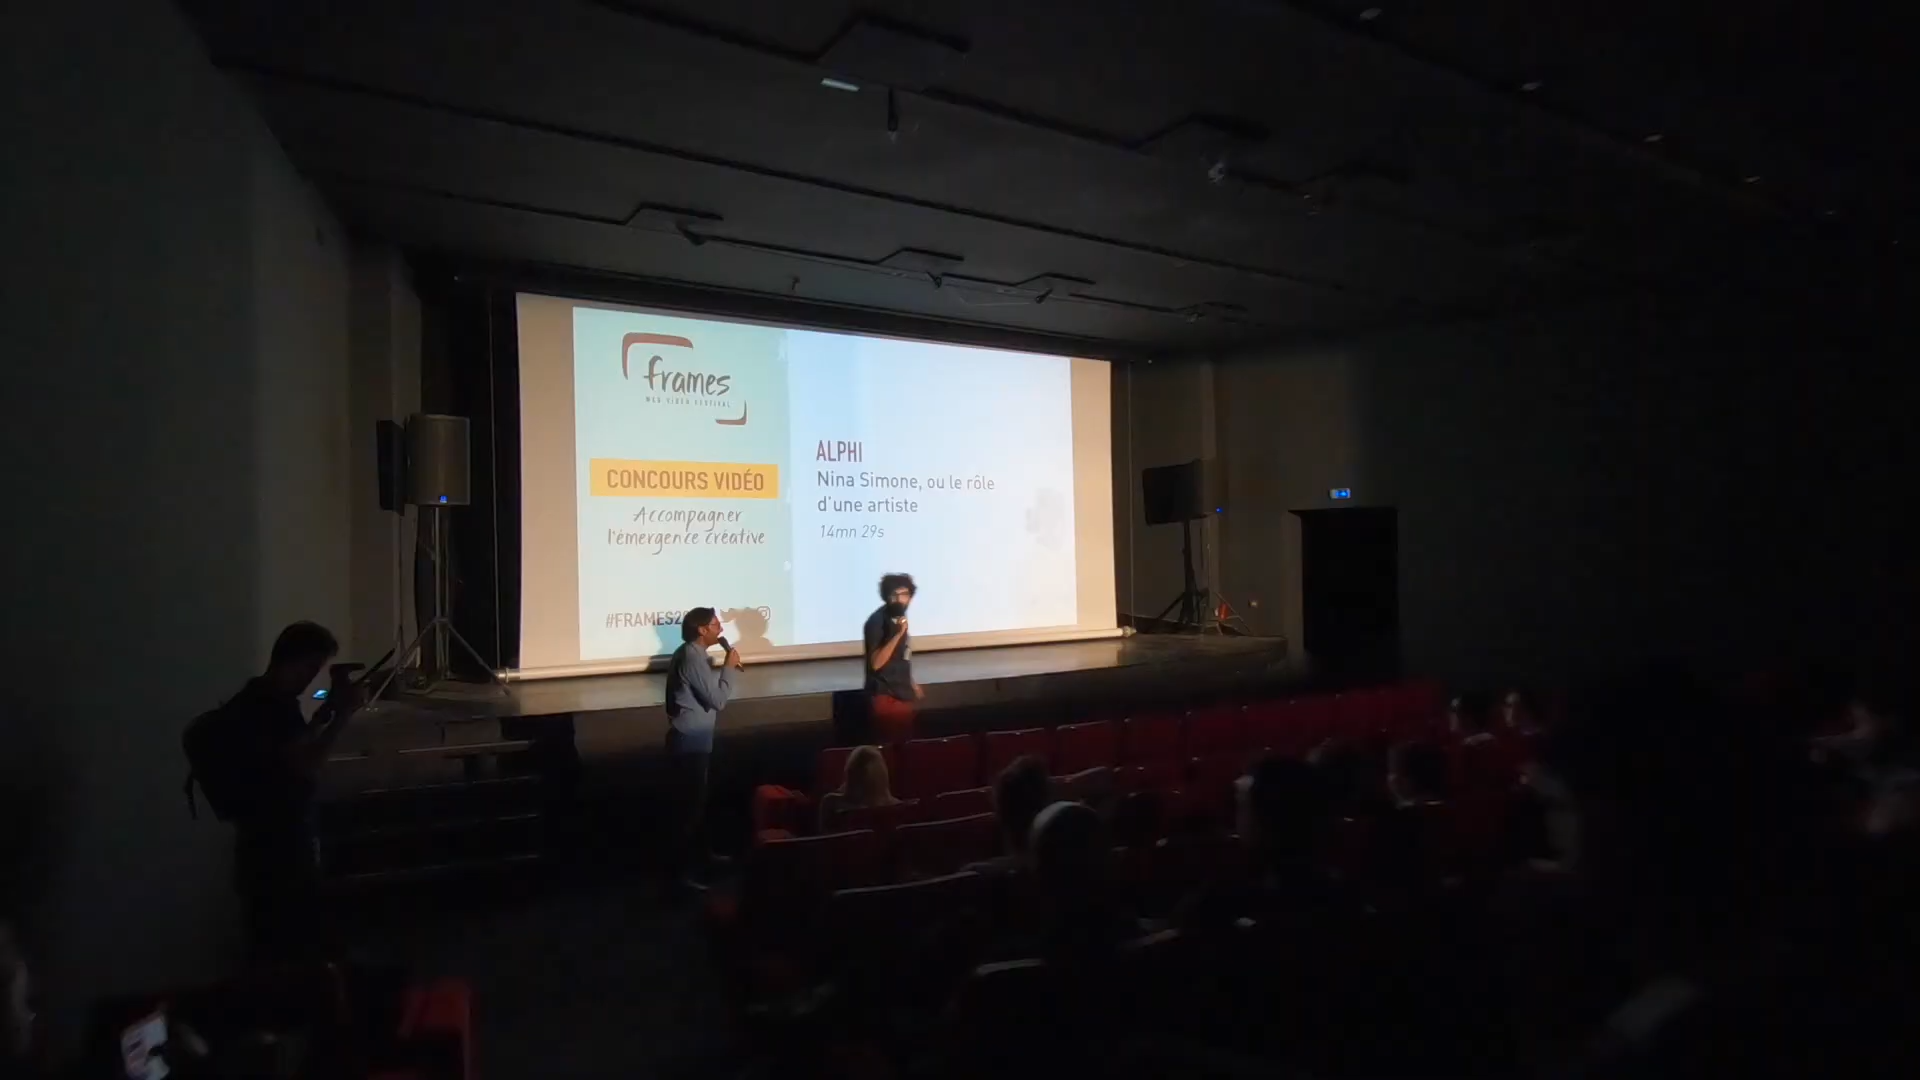 frames
WEB VIDEO FESTIVAL
CONCOURS VIDÉO
Accompagner
l'émergence créative
#FRAMES2
ALPHI
Nina Simone, ou le rôle
d'une artiste
14mn 29s